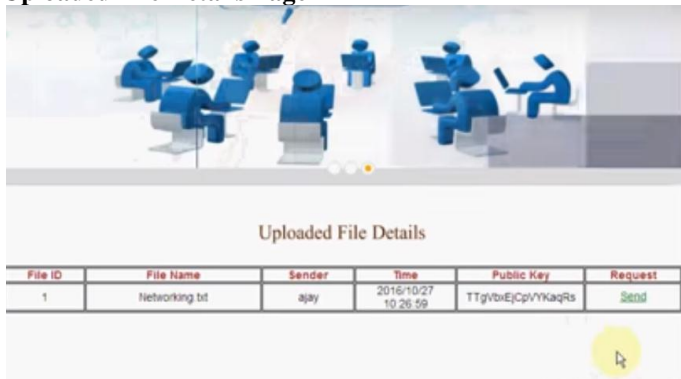 Uploaded File Details
File ID File Name Sender Time Public Key Request
1 Networking.txt ajay 2016/10/27 10:26:59 TTgVbxEjCpVYKaqRs Send